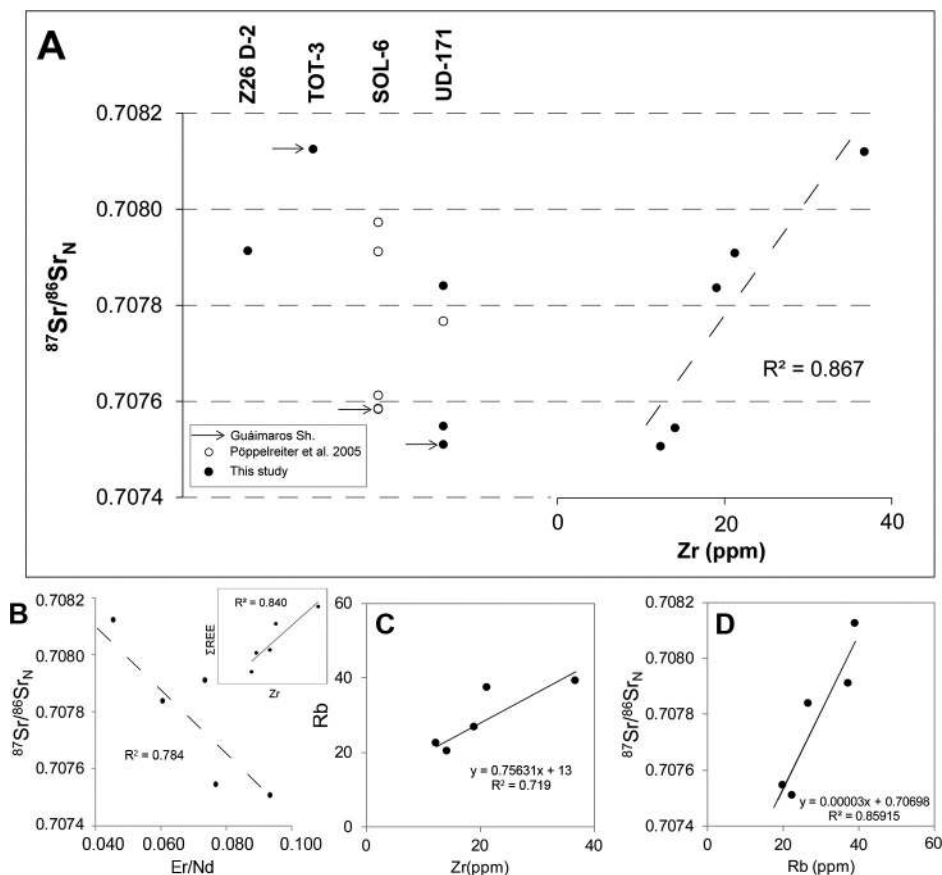 A
Z26 D-2
TOT-3
SOL-6
UD-171
0.7082
0.7080
0.7078
0.7076
0.7074
⁸⁷Sr/⁸⁶Sr_N
Guáimaros Sh.
Pöppelreiter et al. 2005
This study
R² = 0.867
0 20 40
Zr (ppm)
B
0.7082
0.7080
0.7078
0.7076
0.7074
⁸⁷Sr/⁸⁶Sr_N
R² = 0.784
0.040 0.060 0.080 0.100
Er/Nd
R² = 0.840
ΣREE
Zr
C
60
40
20
0
Rb
y = 0.75631x + 13
R² = 0.719
0 20 40
Zr(ppm)
D
0.7082
0.7080
0.7078
0.7076
0.7074
⁸⁷Sr/⁸⁶Sr_N
y = 0.00003x + 0.70698
R² = 0.85915
0 20 40 60
Rb (ppm)